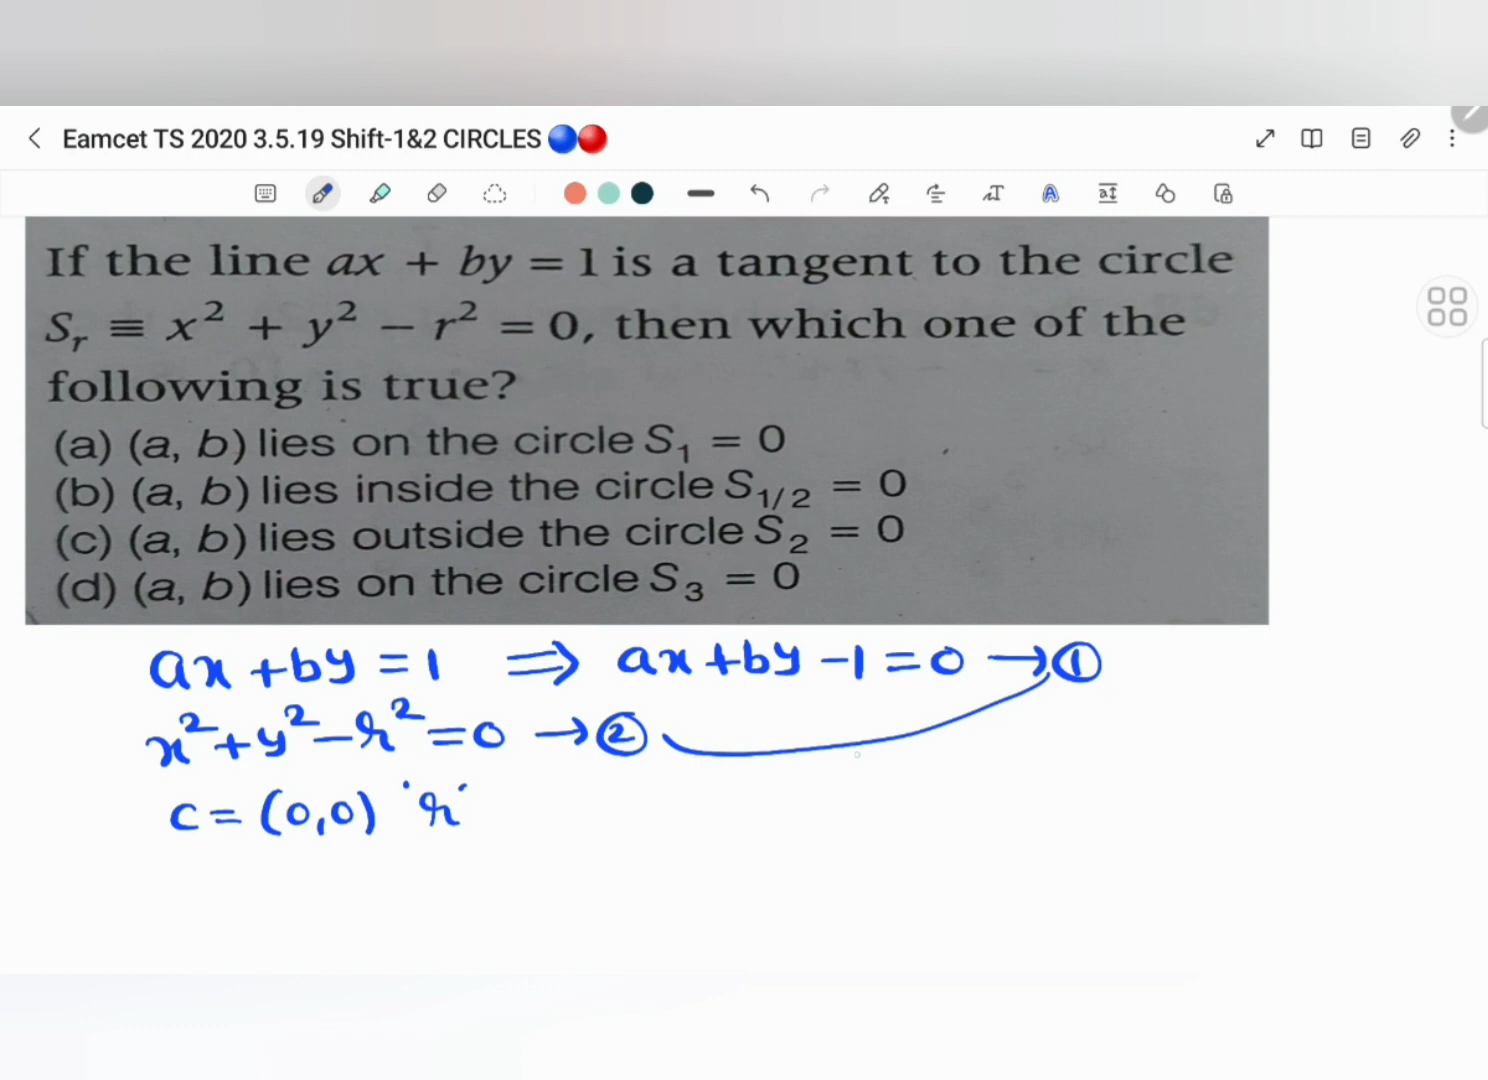 Eamcet TS 2020 3.5.19 Shift-1&2 CIRCLES 🔵🔴
If the line ax + by = 1 is a tangent to the circle
Sᵣ ≡ x² + y² − r² = 0, then which one of the
following is true?
(a) (a, b) lies on the circle S₁ = 0
(b) (a, b) lies inside the circle S₁/₂ = 0
(c) (a, b) lies outside the circle S₂ = 0
(d) (a, b) lies on the circle S₃ = 0
ax + by = 1 ⇒ ax + by − 1 = 0 → ①
x² + y² − r² = 0 → ②
c = (0,0) 'r'